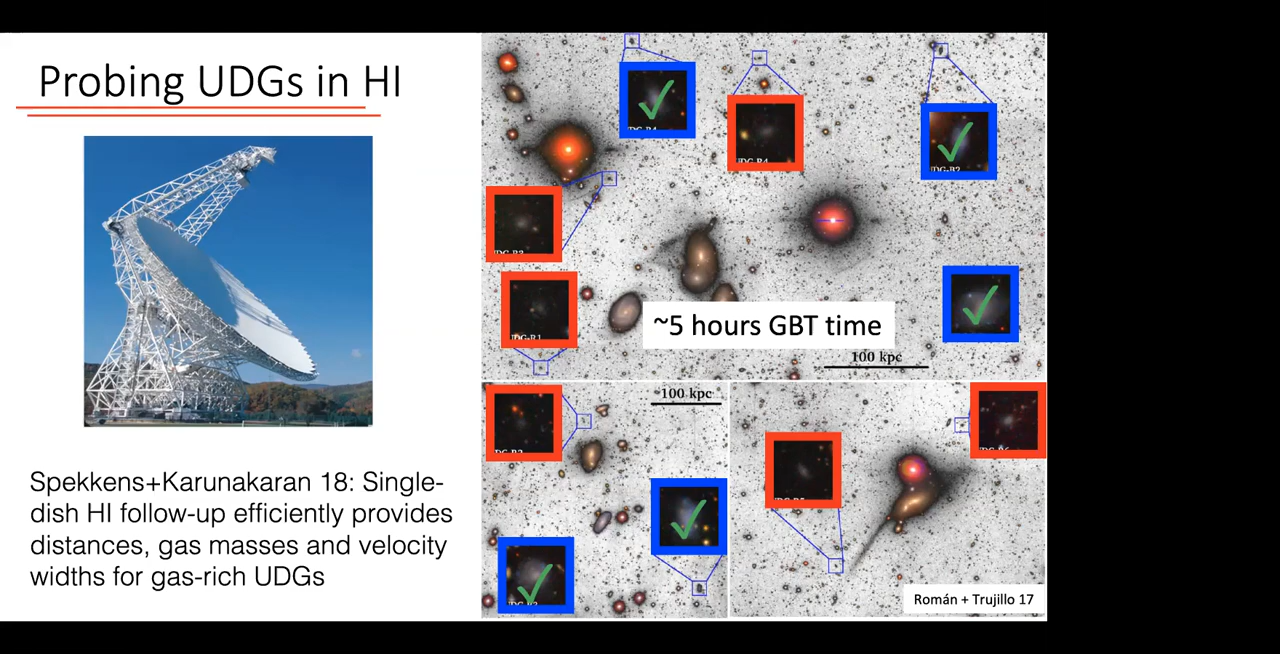 Probing UDGs in HI
Spekkens+Karunakaran 18: Single-
dish HI follow-up efficiently provides
distances, gas masses and velocity
widths for gas-rich UDGs
~5 hours GBT time
100 kpc
100 kpc
Román + Trujillo 17